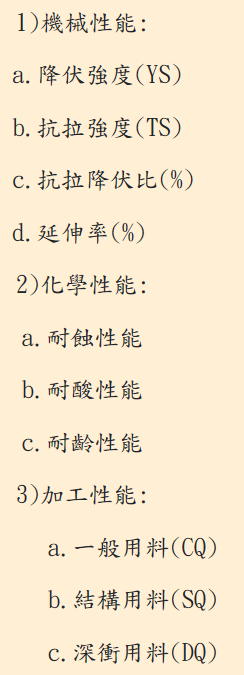 1)機械性能:
a.降伏強度(YS)
b.抗拉強度(TS)
c.抗拉降伏比(%)
d.延伸率(%)
2)化學性能:
a.耐蝕性能
b.耐酸性能
c.耐齡性能
3)加工性能:
a.一般用料(CQ)
b.結構用料(SQ)
c.深衝用料(DQ)